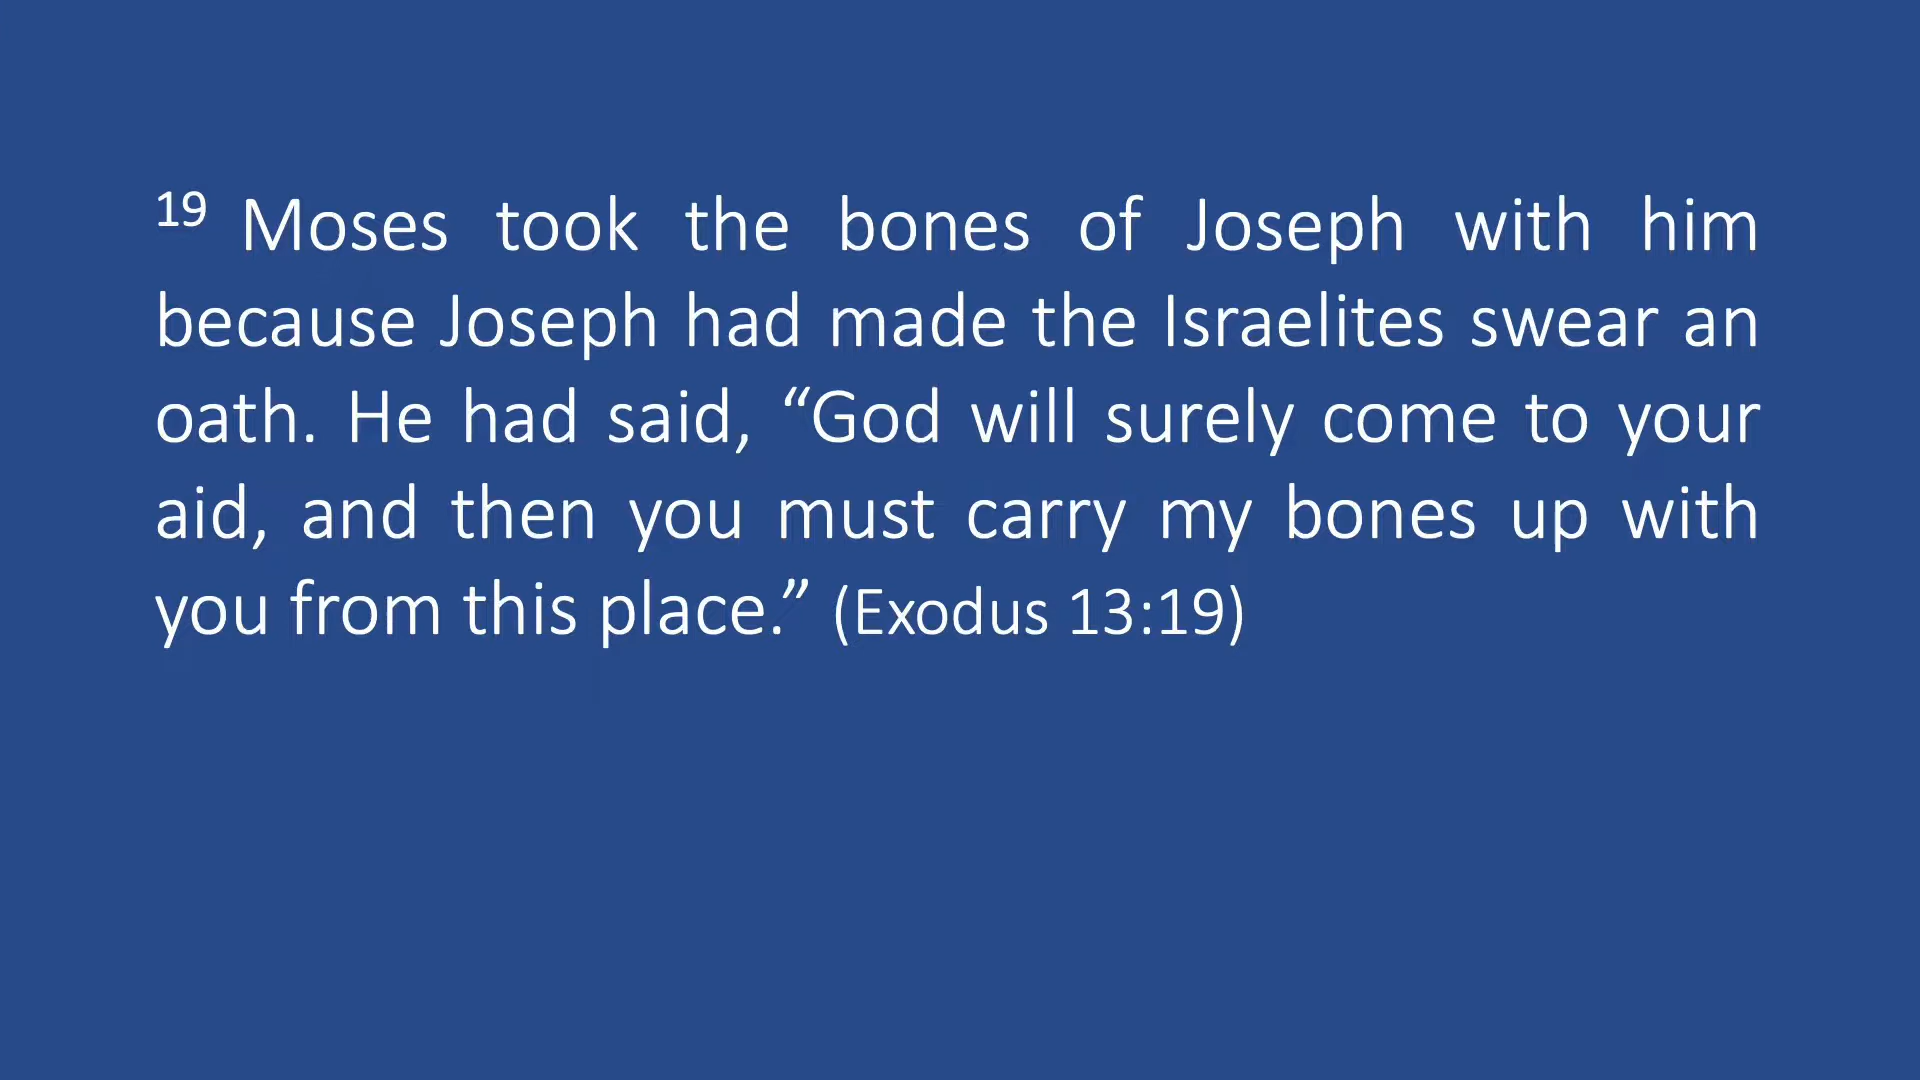 19 Moses took the bones of Joseph with him
because Joseph had made the Israelites swear an
oath. He had said, “God will surely come to your
aid, and then you must carry my bones up with
you from this place.” (Exodus 13:19)